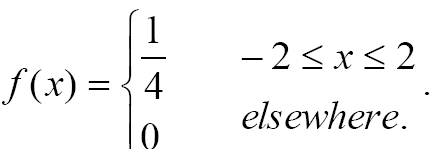 f(x) = { 1/4  − 2 ≤ x ≤ 2
0  elsewhere. .